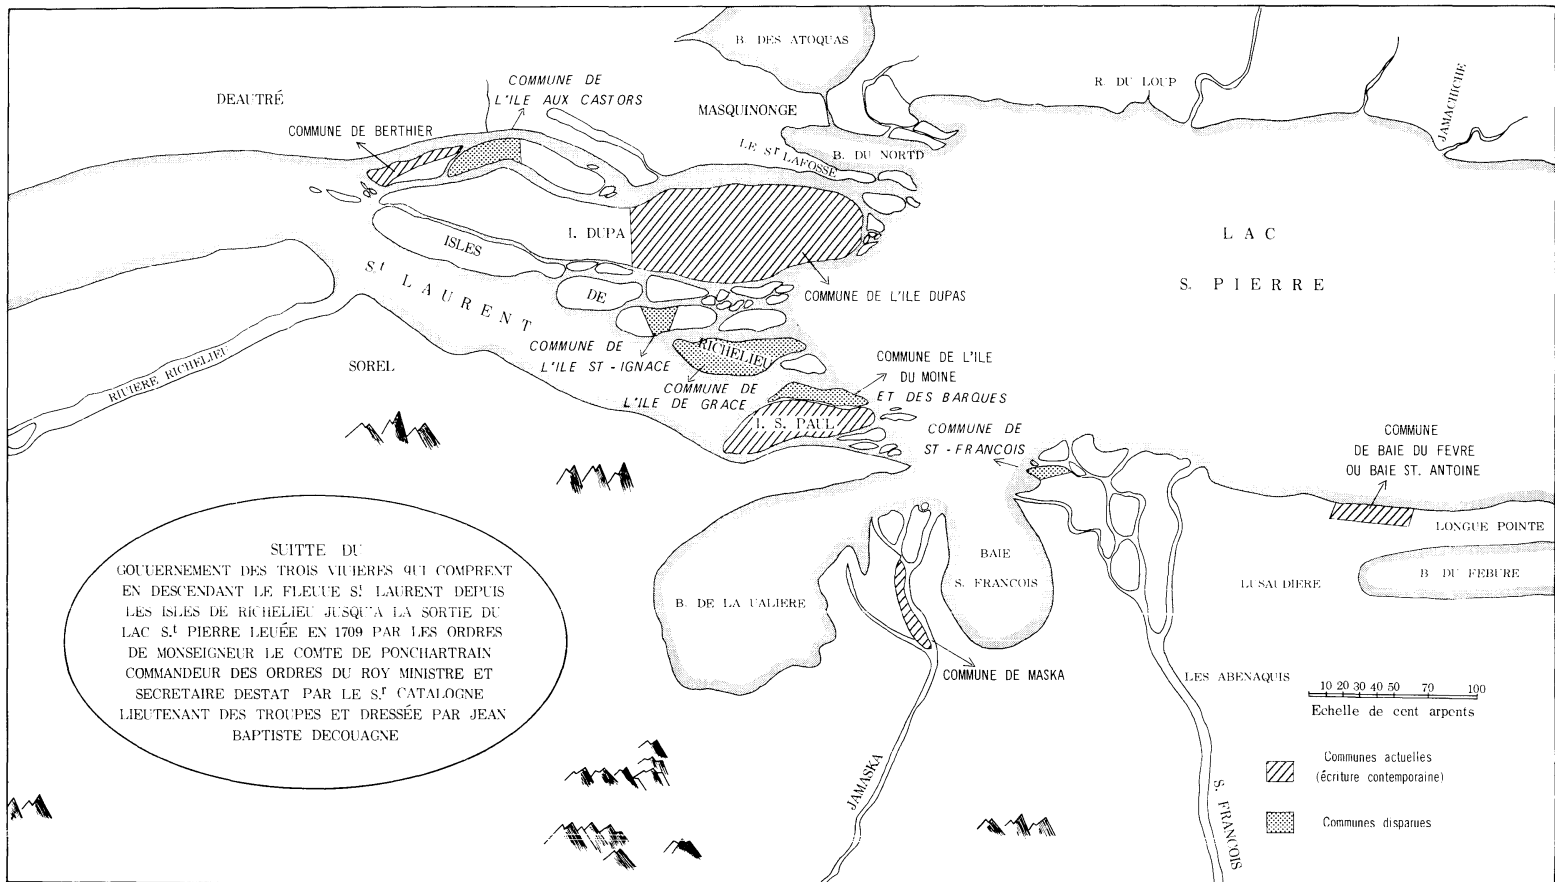 B. DES ATOQUAS
COMMUNE DE
L'ILE AUX CASTORS
DEAUTRÉ
COMMUNE DE BERTHIER
MASQUINONGE
R. DU LOUP
JAMACHICHE
LE Sr LAFOSSE
B. DU NORTD
I. DUPA
LAC
S. PIERRE
ISLES
DE
RICHELIEU
S.t LAURENT
COMMUNE DE L'ILE DUPAS
COMMUNE DE
L'ILE ST-IGNACE
RIUIERE RICHELIEU
SOREL
COMMUNE DE
L'ILE DE GRACE
COMMUNE DE L'ILE
DU MOINE
ET DES BARQUES
I. S. PAUL
COMMUNE DE
ST-FRANCOIS
COMMUNE
DE BAIE DU FEVRE
OU BAIE ST. ANTOINE
LONGUE POINTE
B. DU FEBURE
LUSAUDIERE
BAIE
S. FRANCOIS
B. DE LA UALIERE
COMMUNE DE MASKA
LES ABENAQUIS
JAMASKA
S. FRANCOIS
SUITTE DU
GOUUERNEMENT DES TROIS VIUIERES QUI COMPRENT
EN DESCENDANT LE FLEUUE S.t LAURENT DEPUIS
LES ISLES DE RICHELIEU JUSQU'A LA SORTIE DU
LAC S.t PIERRE LEUÉE EN 1709 PAR LES ORDRES
DE MONSEIGNEUR LE COMTE DE PONCHARTRAIN
COMMANDEUR DES ORDRES DU ROY MINISTRE ET
SECRETAIRE DESTAT PAR LE S.r CATALOGNE
LIEUTENANT DES TROUPES ET DRESSÉE PAR JEAN
BAPTISTE DECOUAGNE
10 20 30 40 50 70 100
Echelle de cent arpents
Communes actuelles
(écriture contemporaine)
Communes disparues